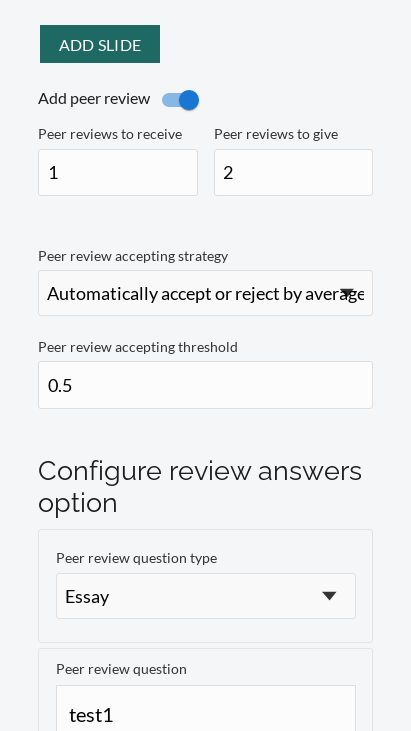 ADD SLIDE
Add peer review
Peer reviews to receive
Peer reviews to give
1
2
Peer review accepting strategy
Automatically accept or reject by average
Peer review accepting threshold
0.5
Configure review answers
option
Peer review question type
Essay
Peer review question
test1